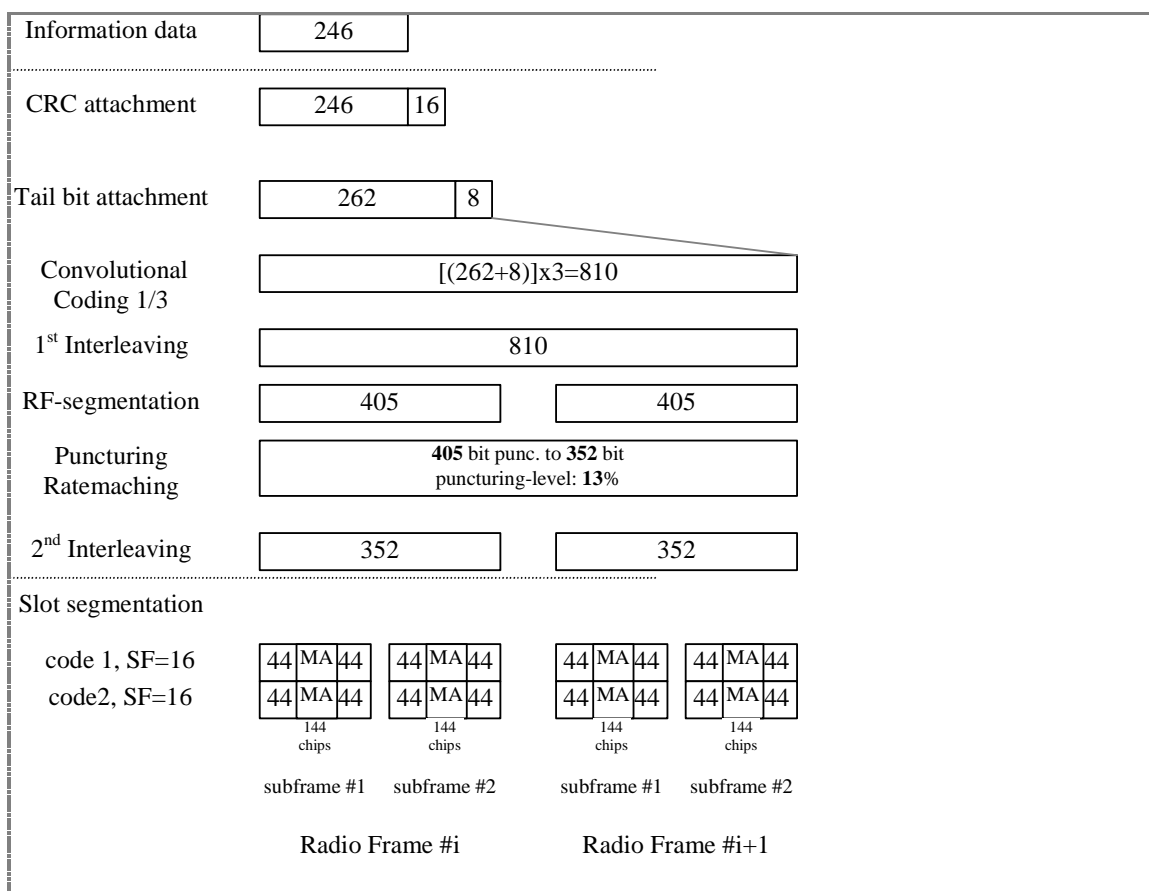 Information data 246
CRC attachment 246 16
Tail bit attachment 262 8
Convolutional
Coding 1/3
[(262+8)]x3=810
1st Interleaving 810
RF-segmentation 405 405
Puncturing
Ratemaching
405 bit punc. to 352 bit
puncturing-level: 13%
2nd Interleaving 352 352
Slot segmentation
code 1, SF=16 44 MA 44 44 MA 44 44 MA 44 44 MA 44
code2, SF=16 44 MA 44 44 MA 44 44 MA 44 44 MA 44
144 144 144 144
chips chips chips chips
subframe #1 subframe #2 subframe #1 subframe #2
Radio Frame #i Radio Frame #i+1